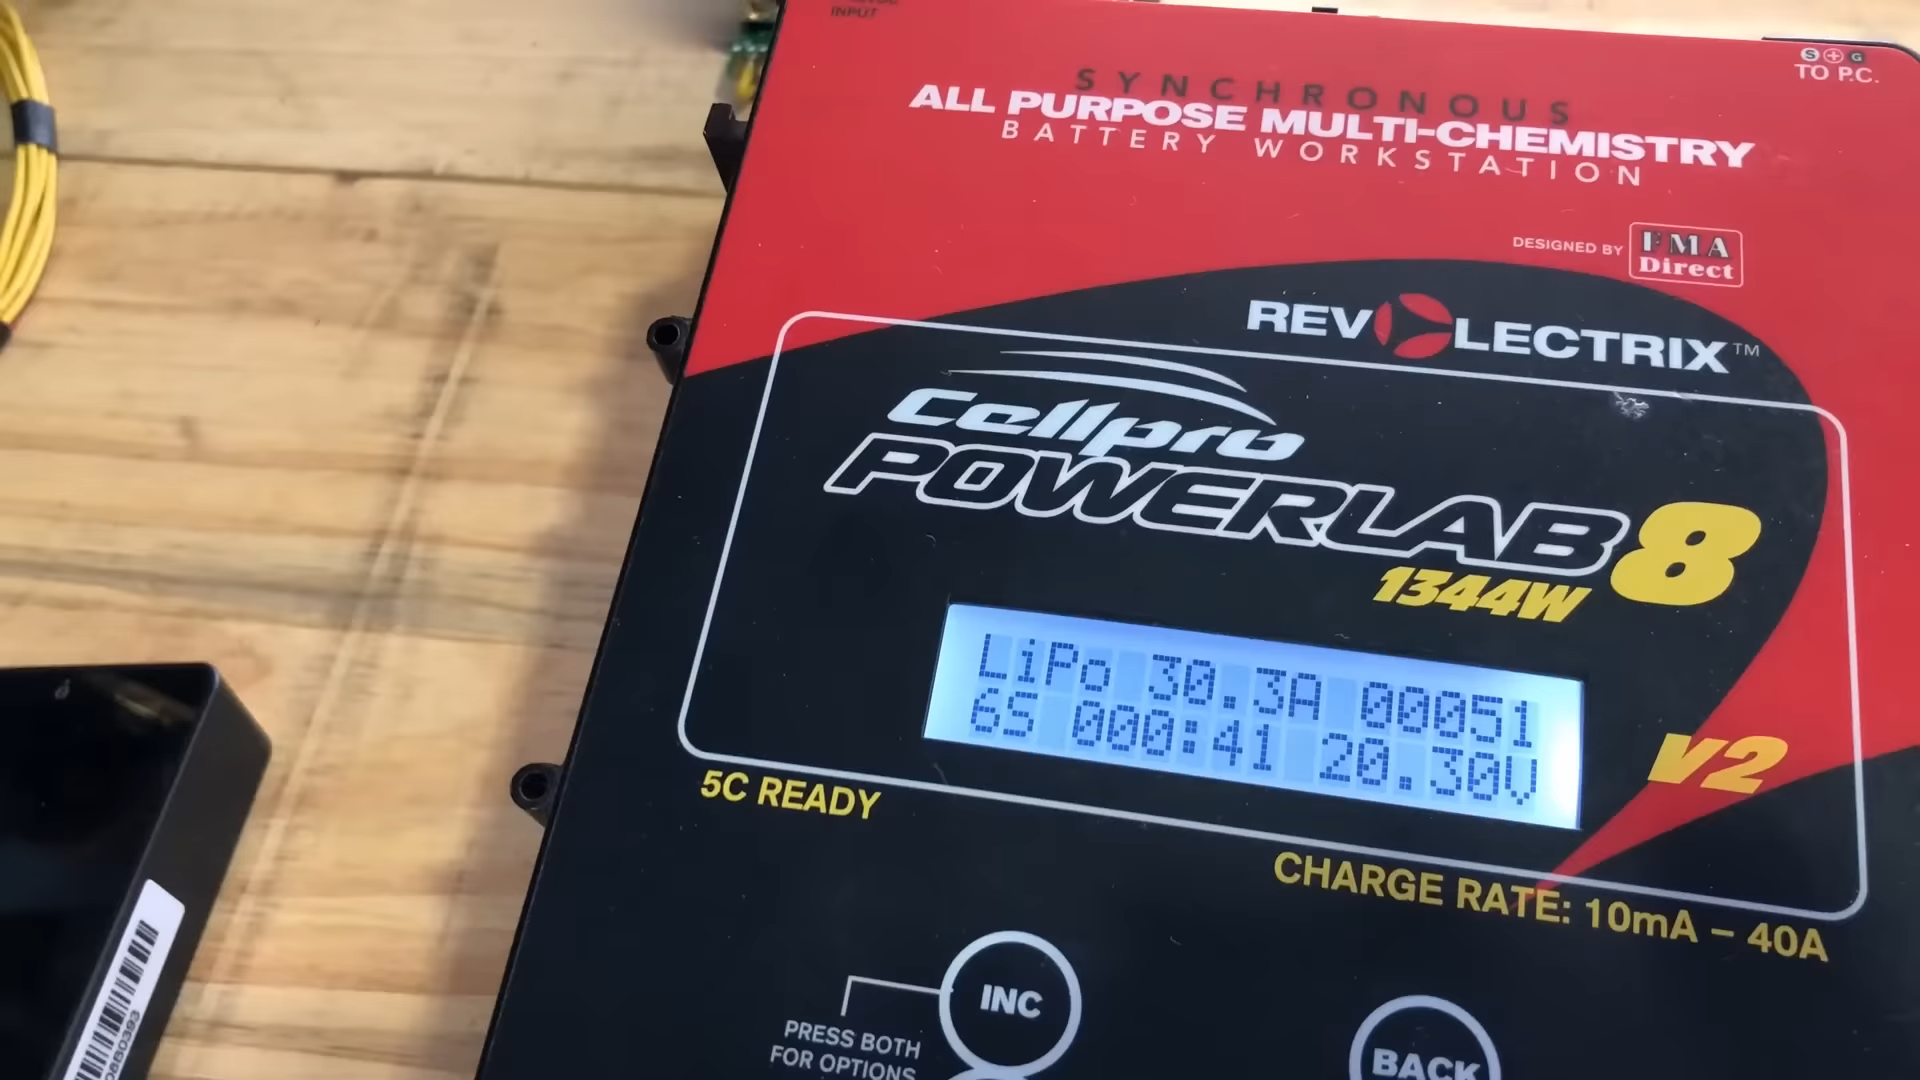 INPUT
S + G
TO P.C.
SYNCHRONOUS
ALL PURPOSE MULTI-CHEMISTRY
BATTERY WORKSTATION
DESIGNED BY FMA Direct
REVOLECTRIX™
Cellpro
POWERLAB 8
1344W
LiPo 30.3A 00051
6S 000:41 20.30V
v2
5C READY
CHARGE RATE: 10mA – 40A
INC
PRESS BOTH
FOR OPTIONS
BACK